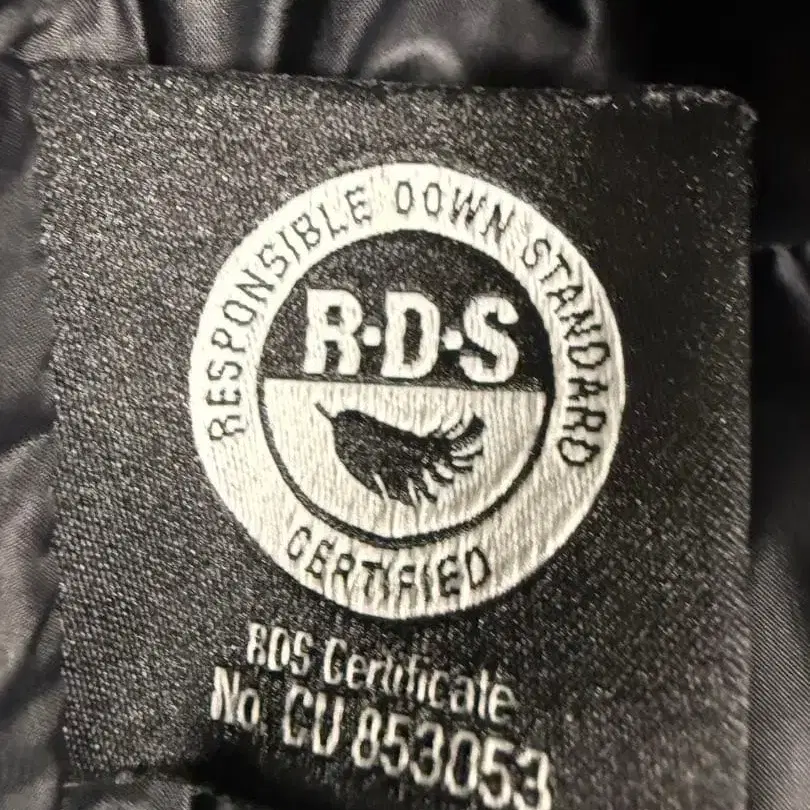 RESPONSIBLE DOWN STANDARD
R·D·S
CERTIFIED
RDS Certificate
No. CU 853053